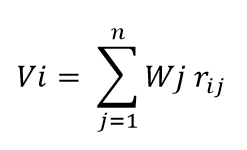 Vi = ∑_{j=1}^{n} Wj r_{ij}